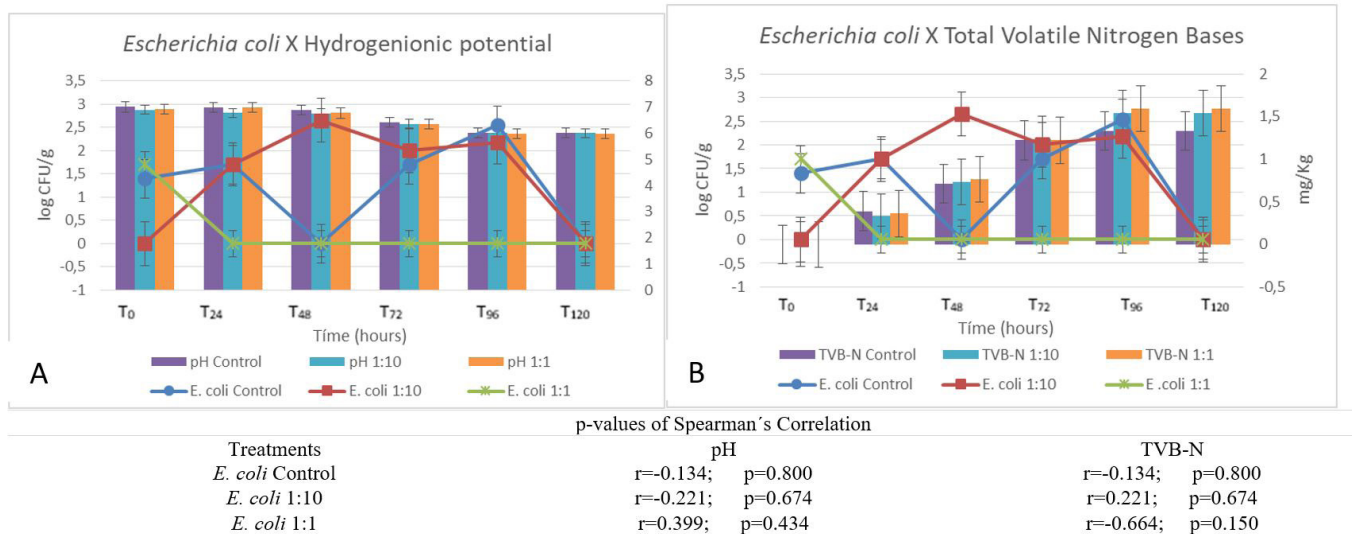 Escherichia coli X Hydrogenionic potential
3,5
3
2,5
2
1,5
1
0,5
0
-0,5
-1
log CFU/g
8
7
6
5
4
3
2
1
0
T0 T24 T48 T72 T96 T120
Tíme (hours)
pH Control pH 1:10 pH 1:1
E. coli Control E. coli 1:10 E. coli 1:1
A
Escherichia coli X Total Volatile Nitrogen Bases
3,5
3
2,5
2
1,5
1
0,5
0
-0,5
-1
log CFU/g
2
1,5
1
0,5
0
-0,5
mg/Kg
T0 T24 T48 T72 T96 T120
Tíme (hours)
TVB-N Control TVB-N 1:10 TVB-N 1:1
E. coli Control E. coli 1:10 E .coli 1:1
B
p-values of Spearman´s Correlation
Treatments pH TVB-N
E. coli Control r=-0.134; p=0.800 r=-0.134; p=0.800
E. coli 1:10 r=-0.221; p=0.674 r=0.221; p=0.674
E. coli 1:1 r=0.399; p=0.434 r=-0.664; p=0.150